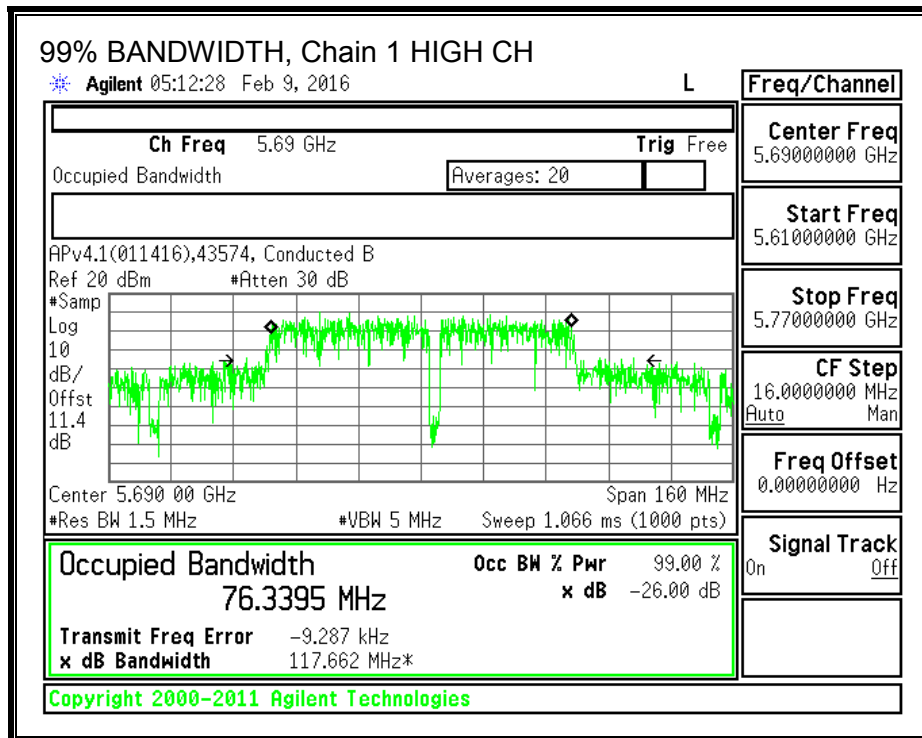 99% BANDWIDTH, Chain 1 HIGH CH
Agilent 05:12:28 Feb 9, 2016 L
Freq/Channel
Ch Freq 5.69 GHz Trig Free
Occupied Bandwidth Averages: 20
APv4.1(011416),43574, Conducted B
Ref 20 dBm #Atten 30 dB
#Samp
Log
10
dB/
Offst
11.4
dB
Center 5.690 00 GHz Span 160 MHz
#Res BW 1.5 MHz #VBW 5 MHz Sweep 1.066 ms (1000 pts)
Occupied Bandwidth Occ BW % Pwr 99.00 %
76.3395 MHz x dB -26.00 dB
Transmit Freq Error -9.287 kHz
x dB Bandwidth 117.662 MHz*
Copyright 2000-2011 Agilent Technologies
Center Freq
5.69000000 GHz
Start Freq
5.61000000 GHz
Stop Freq
5.77000000 GHz
CF Step
16.0000000 MHz
Auto Man
Freq Offset
0.00000000 Hz
Signal Track
On Off